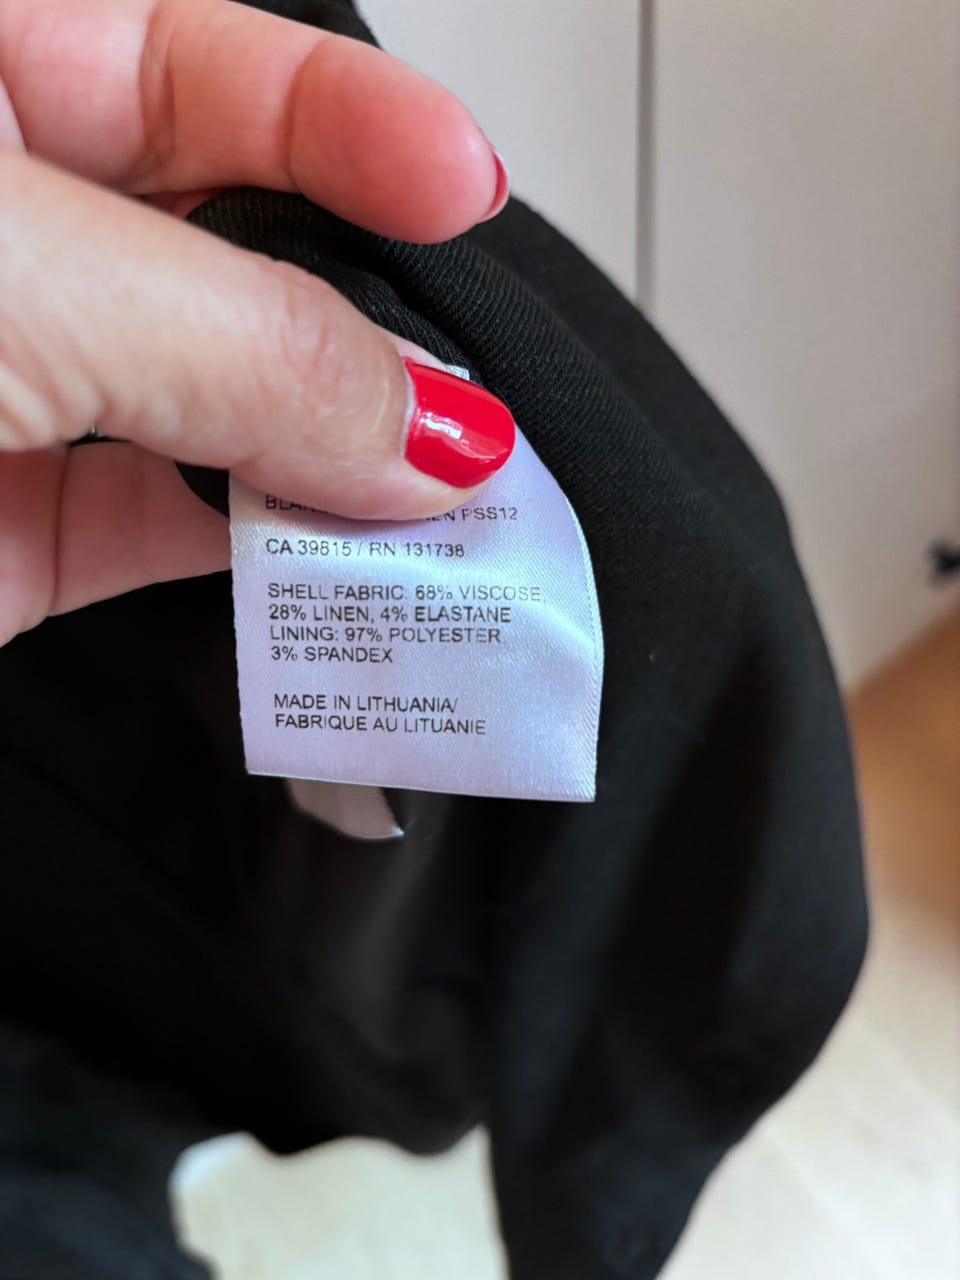 PSS12
CA 39815 / RN 131738
SHELL FABRIC: 68% VISCOSE,
28% LINEN, 4% ELASTANE
LINING: 97% POLYESTER,
3% SPANDEX
MADE IN LITHUANIA/
FABRIQUE AU LITUANIE